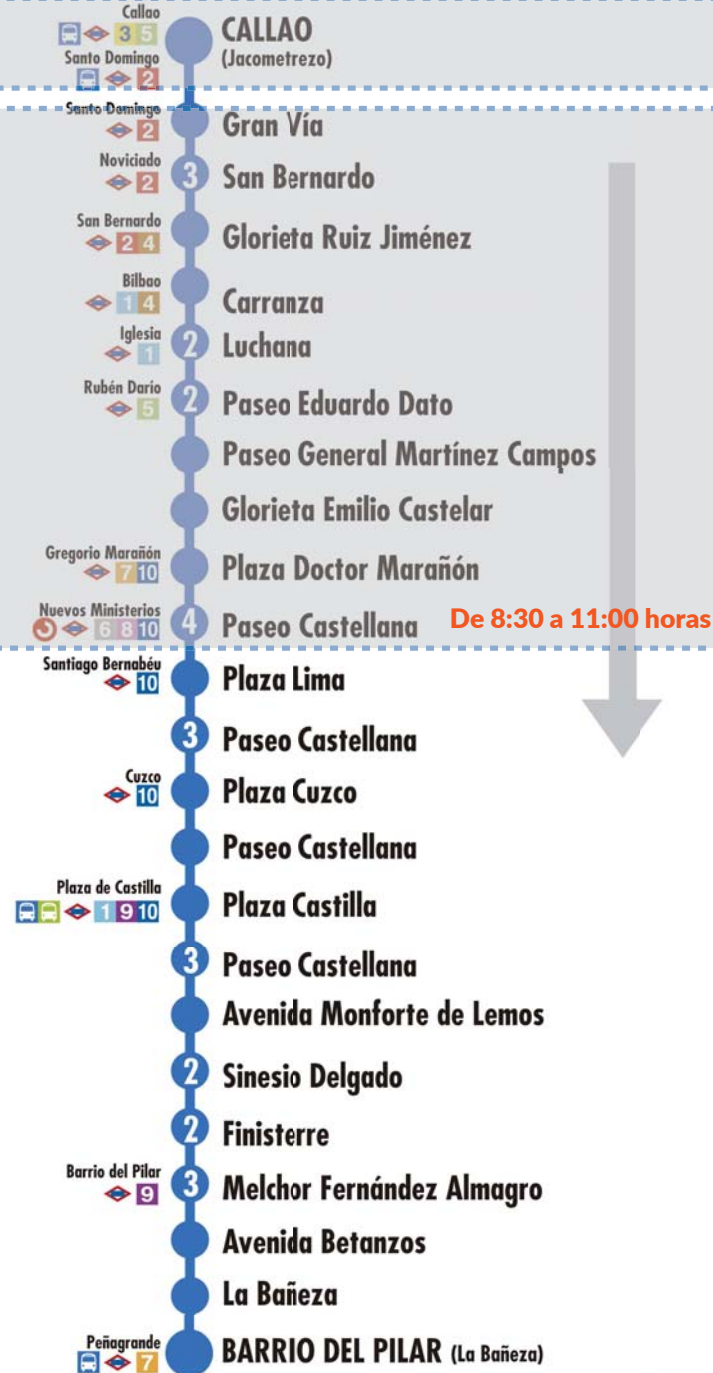 Callao
3 5
CALLAO
(Jacometrezo)
Santo Domingo
2
Santo Domingo
2
Gran Vía
Noviciado
2
3
San Bernardo
San Bernardo
2 4
Glorieta Ruiz Jiménez
Bilbao
1 4
Carranza
Iglesia
1
2
Luchana
Rubén Darío
5
2
Paseo Eduardo Dato
Paseo General Martínez Campos
Glorieta Emilio Castelar
Gregorio Marañón
7 10
Plaza Doctor Marañón
Nuevos Ministerios
6 8 10
4
Paseo Castellana
De 8:30 a 11:00 horas
Santiago Bernabéu
10
Plaza Lima
3
Paseo Castellana
Cuzco
10
Plaza Cuzco
Paseo Castellana
Plaza de Castilla
1 9 10
Plaza Castilla
3
Paseo Castellana
Avenida Monforte de Lemos
2
Sinesio Delgado
2
Finisterre
Barrio del Pilar
9
3
Melchor Fernández Almagro
Avenida Betanzos
La Bañeza
Peñagrande
7
BARRIO DEL PILAR (La Bañeza)